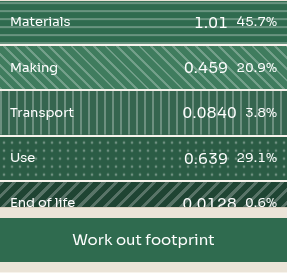 Materials 1.01 45.7%
Making 0.459 20.9%
Transport 0.0840 3.8%
Use 0.639 29.1%
End of life 0.0128 0.6%
Work out footprint